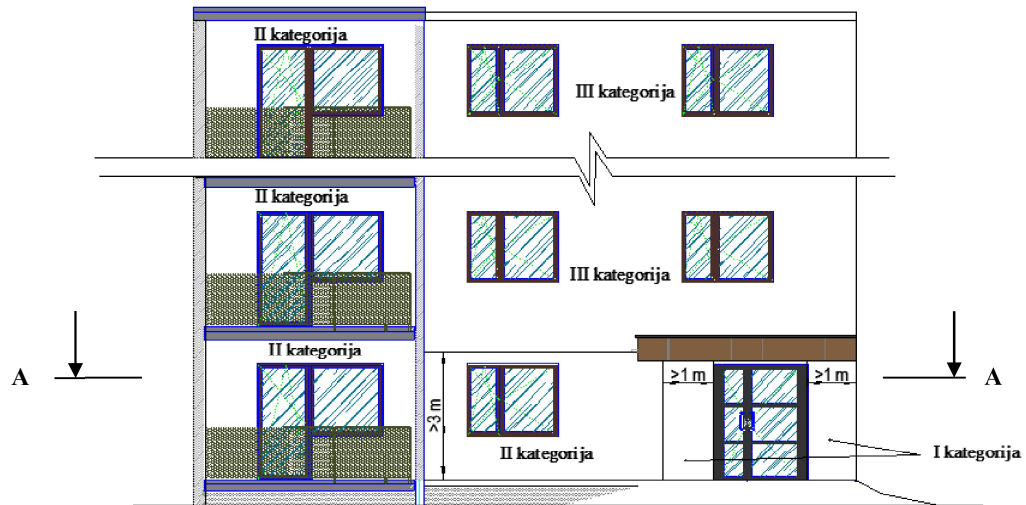 II kategorija
III kategorija
II kategorija
III kategorija
II kategorija
A
A
>3 m
≥1 m
≥1 m
II kategorija
I kategorija